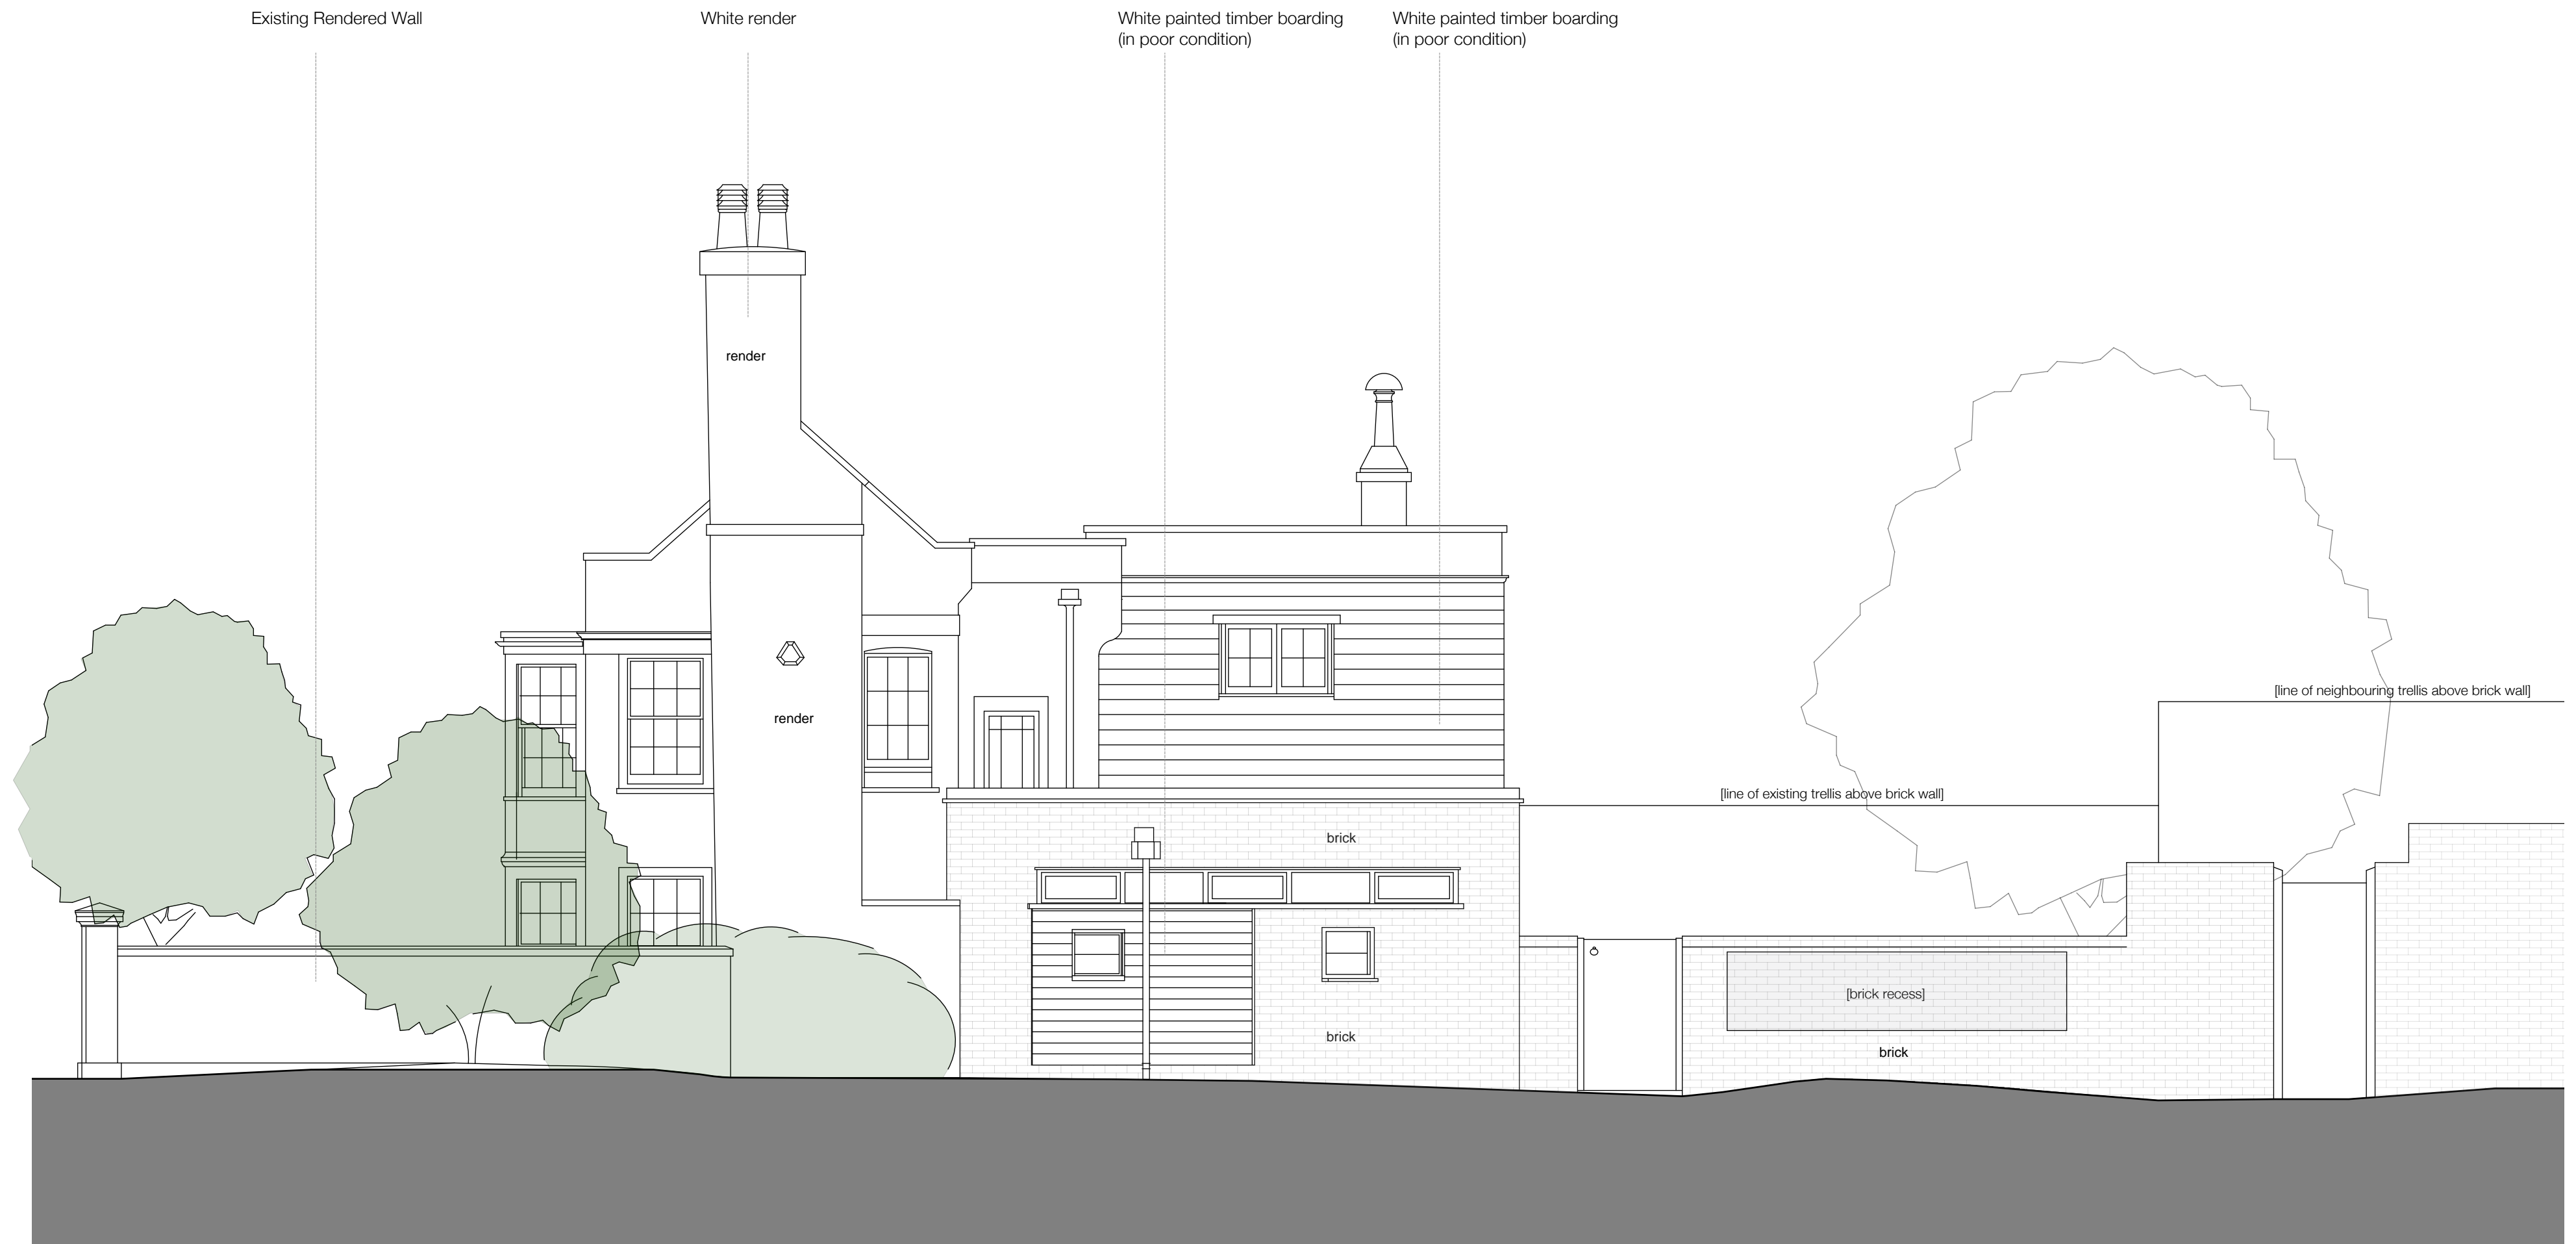 Existing Rendered Wall
White render
White painted timber boarding
(in poor condition)
White painted timber boarding
(in poor condition)
render
render
[line of neighbouring trellis above brick wall]
[line of existing trellis above brick wall]
brick
[brick recess]
brick
brick